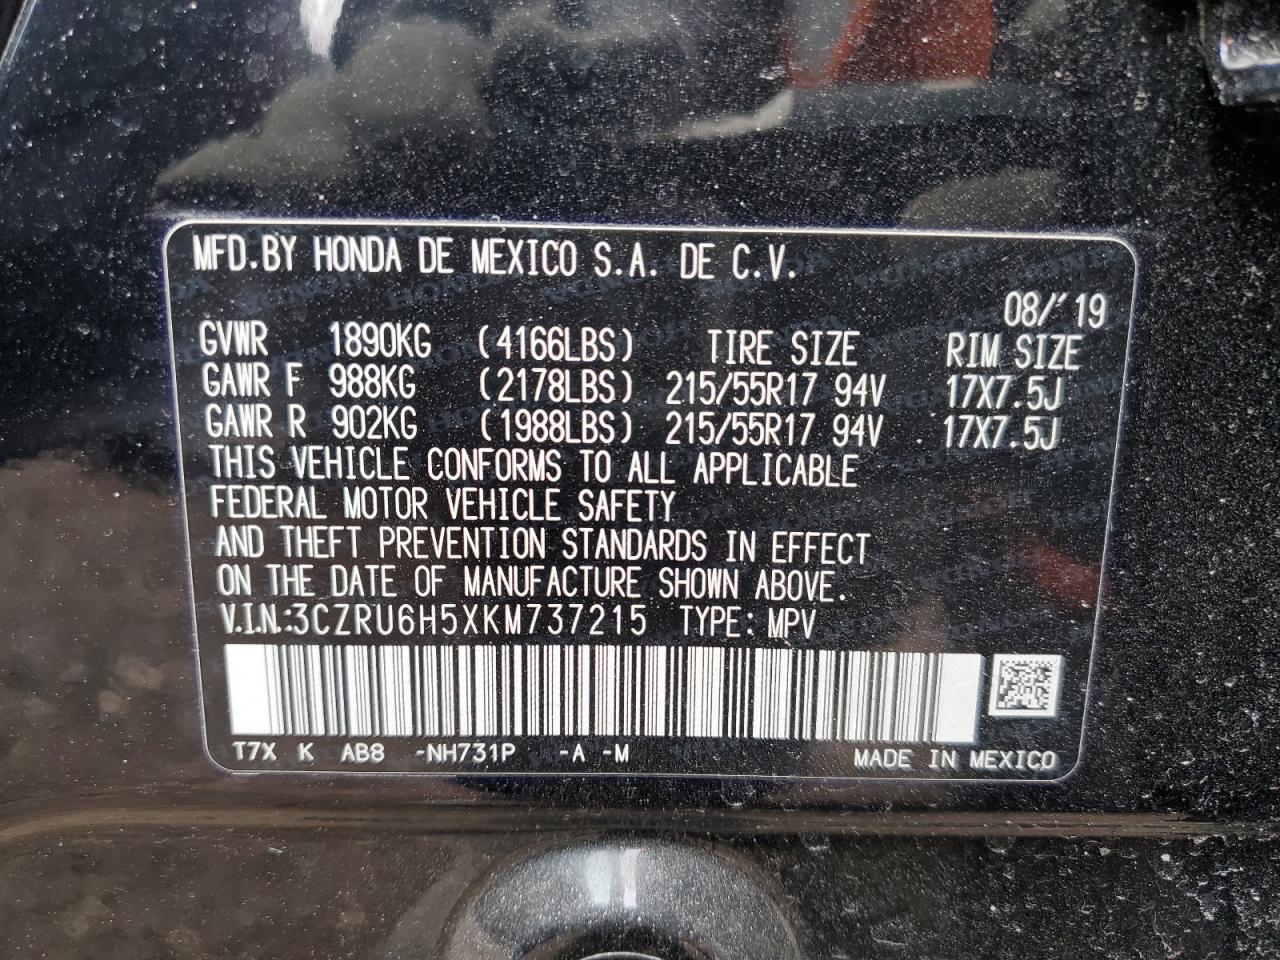 MFD.BY HONDA DE MEXICO S.A. DE C.V.
08/'19
GVWR 1890KG (4166LBS) TIRE SIZE RIM SIZE
GAWR F 988KG (2178LBS) 215/55R17 94V 17X7.5J
GAWR R 902KG (1988LBS) 215/55R17 94V 17X7.5J
THIS VEHICLE CONFORMS TO ALL APPLICABLE
FEDERAL MOTOR VEHICLE SAFETY
AND THEFT PREVENTION STANDARDS IN EFFECT
ON THE DATE OF MANUFACTURE SHOWN ABOVE.
V.I.N.:3CZRU6H5XKM737215 TYPE: MPV
T7X K AB8 -NH731P -A -M MADE IN MEXICO